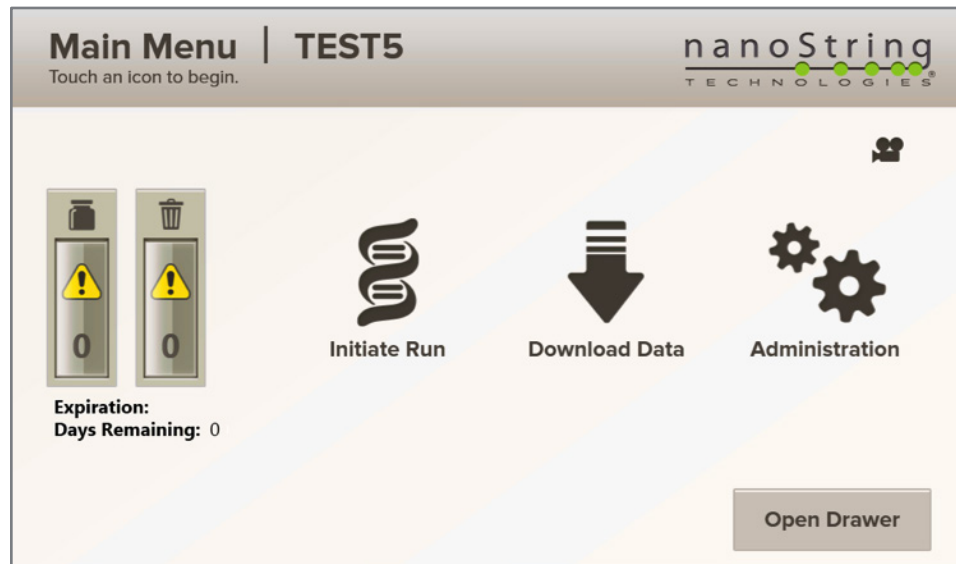 Main Menu | TEST5
Touch an icon to begin.
nanoString
TECHNOLOGIES®
0
0
Expiration:
Days Remaining: 0
Initiate Run
Download Data
Administration
Open Drawer